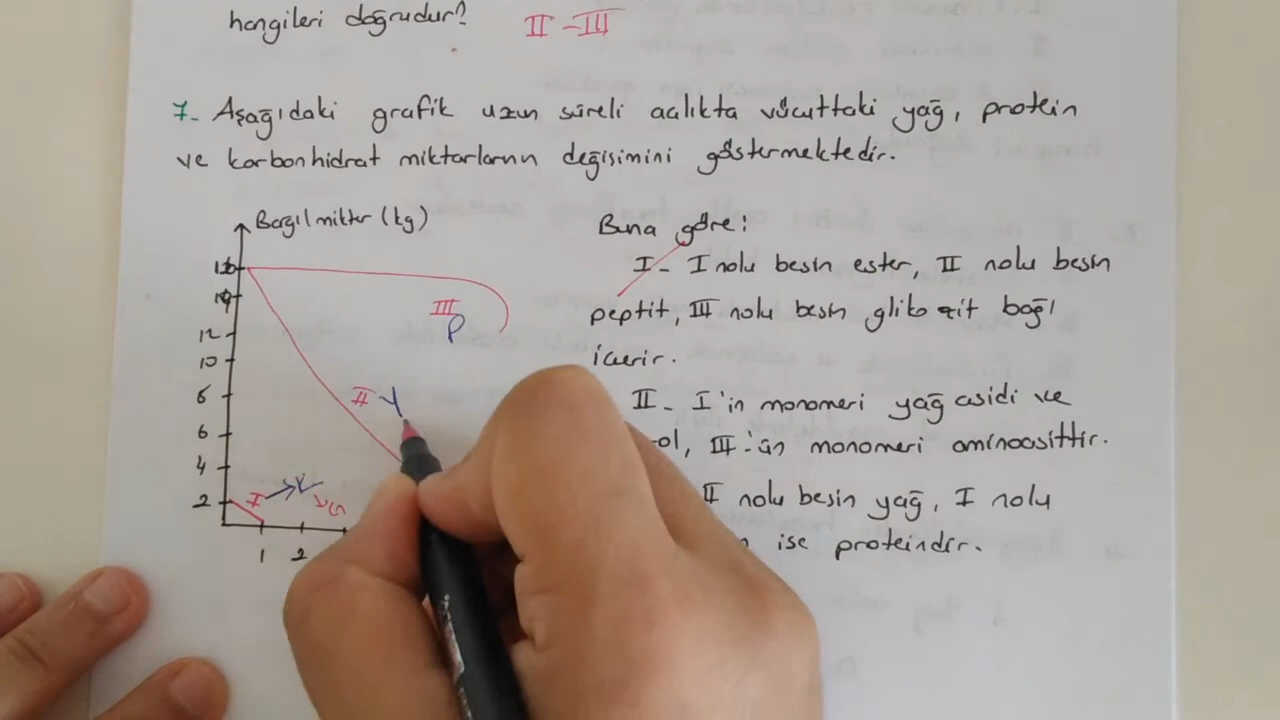 hangileri doğrudur? II - III
7- Aşağıdaki grafik uzun süreli açlıkta vücuttaki yağ, protein
ve karbonhidrat miktarlarının değişimini göstermektedir.
Bağıl miktar (kg)
12
10
6
6
4
2
1 2
III
P
II Y
I K
G
Buna göre:
I- I nolu besin ester, II nolu besin
peptit, III nolu besin glikozit bağı
içerir.
II- I'in monomeri yağ asidi ve
ol, III'ün monomeri aminoasittir.
II nolu besin yağ, I nolu
n ise proteindir.